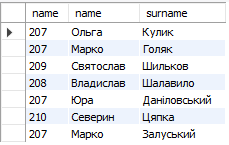 name name surname
207 Ольга Кулик
207 Марко Голяк
209 Святослав Шильков
208 Владислав Шалавило
207 Юра Даніловський
210 Северин Цяпка
207 Марко Залуський